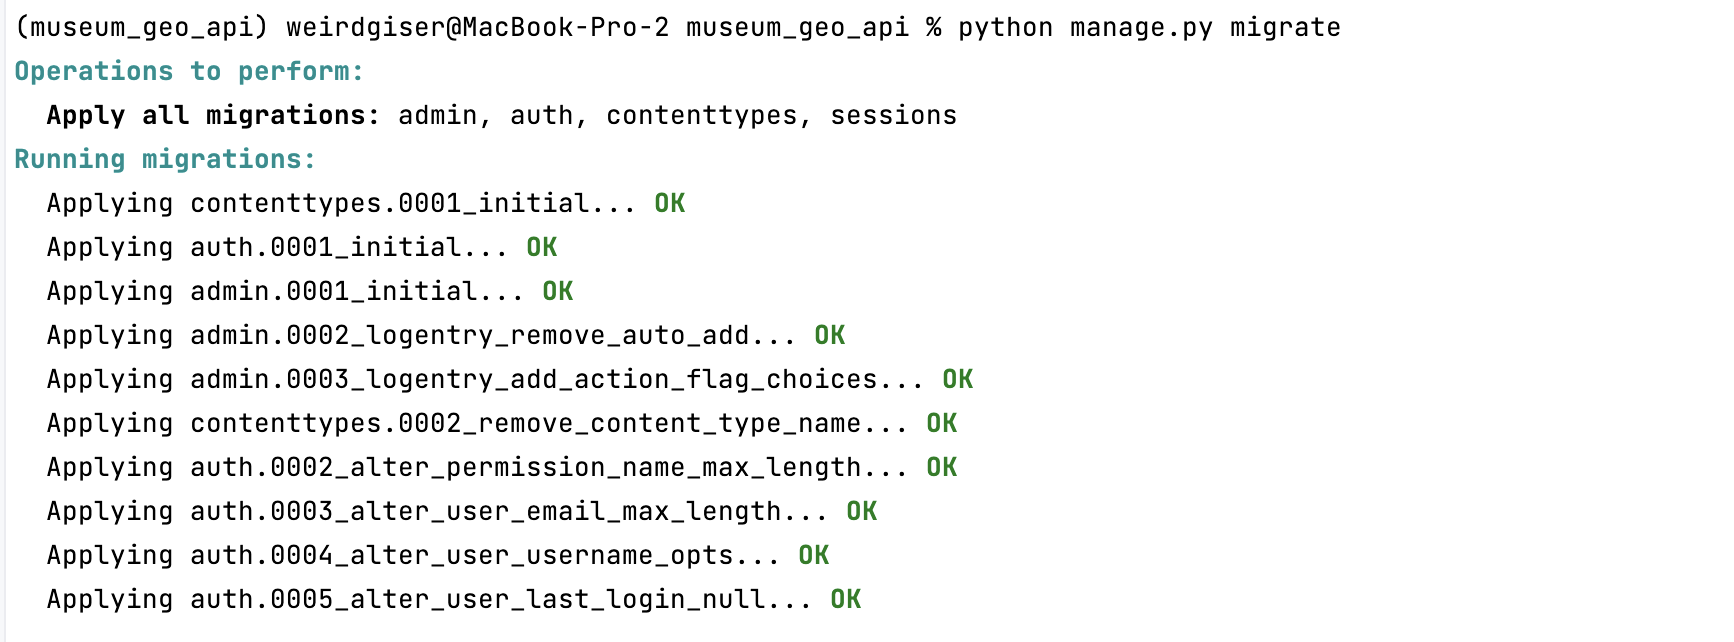 (museum_geo_api) weirdgiser@MacBook-Pro-2 museum_geo_api % python manage.py migrate
Operations to perform:
  Apply all migrations: admin, auth, contenttypes, sessions
Running migrations:
  Applying contenttypes.0001_initial... OK
  Applying auth.0001_initial... OK
  Applying admin.0001_initial... OK
  Applying admin.0002_logentry_remove_auto_add... OK
  Applying admin.0003_logentry_add_action_flag_choices... OK
  Applying contenttypes.0002_remove_content_type_name... OK
  Applying auth.0002_alter_permission_name_max_length... OK
  Applying auth.0003_alter_user_email_max_length... OK
  Applying auth.0004_alter_user_username_opts... OK
  Applying auth.0005_alter_user_last_login_null... OK